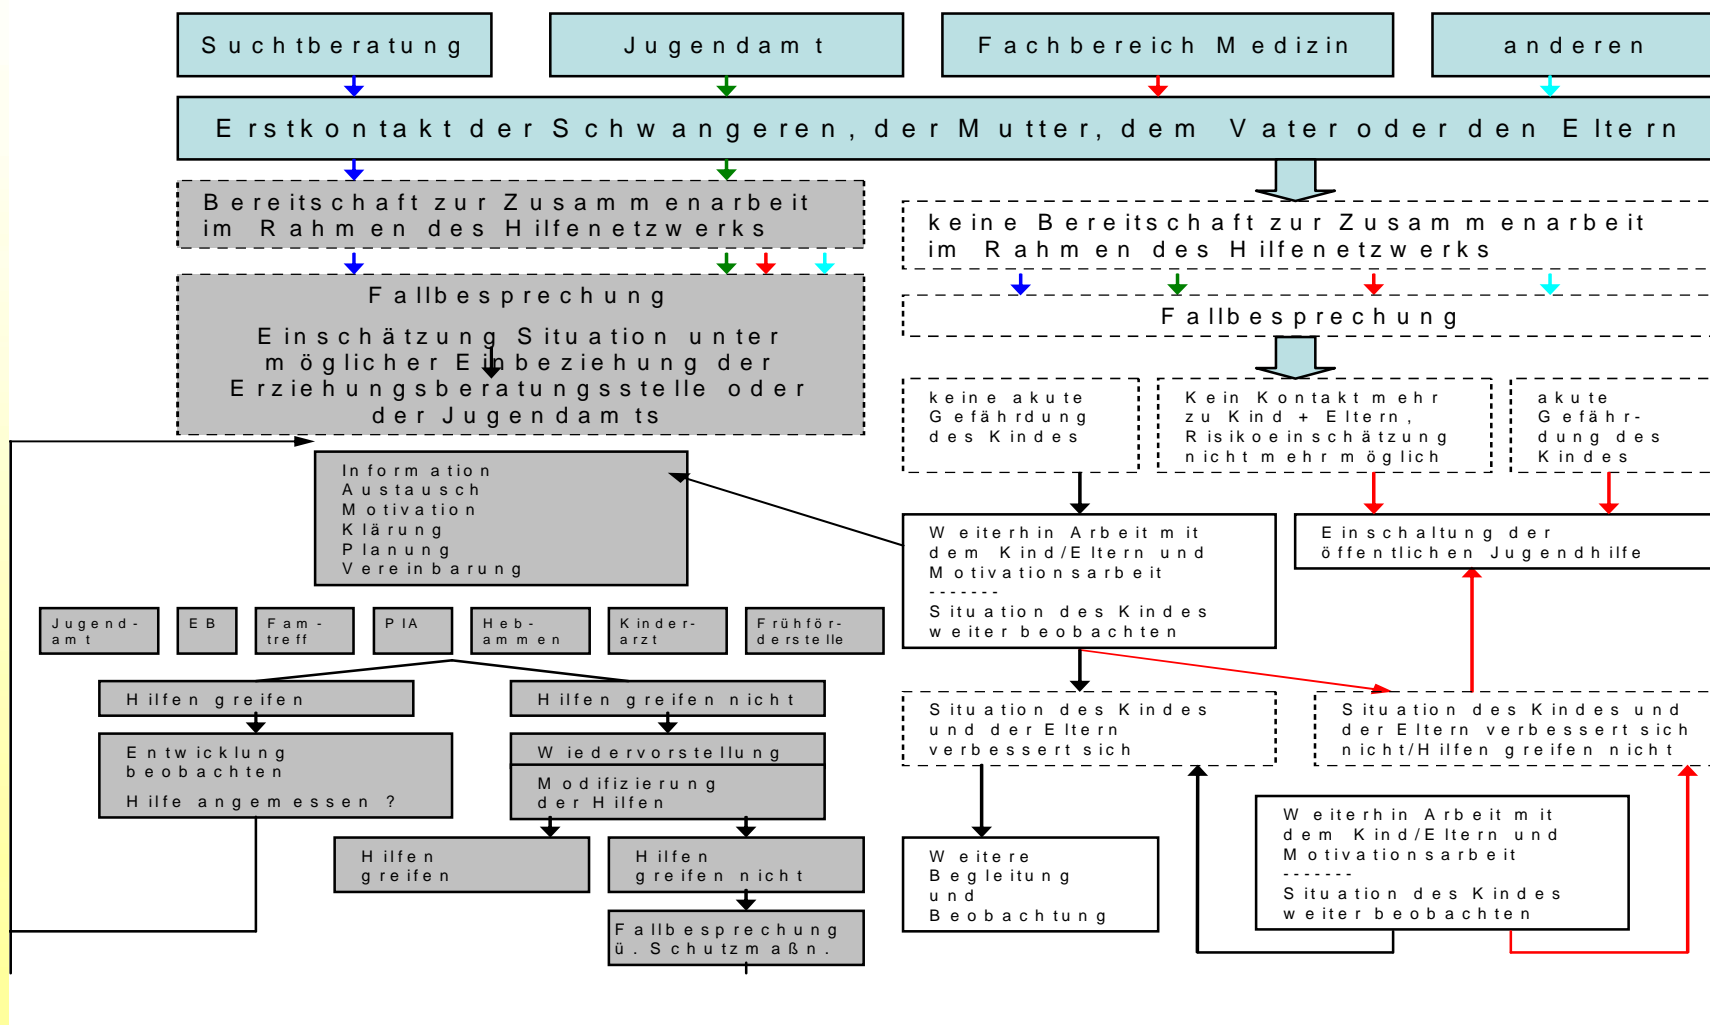 Suchtberatung
Jugendamt
Fachbereich Medizin
anderen
Erstkontakt der Schwangeren, der Mutter, dem Vater oder den Eltern
Bereitschaft zur Zusammenarbeit
im Rahmen des Hilfenetzwerks
keine Bereitschaft zur Zusammenarbeit
im Rahmen des Hilfenetzwerks
Fallbesprechung
Einschätzung Situation unter
möglicher Einbeziehung der
Erziehungsberatungsstelle oder
der Jugendamts
Fallbesprechung
keine akute
Gefährdung
des Kindes
Kein Kontakt mehr
zu Kind + Eltern,
Risikoeinschätzung
nicht mehr möglich
akute
Gefähr-
dung des
Kindes
Information
Austausch
Motivation
Klärung
Planung
Vereinbarung
Weiterhin Arbeit mit
dem Kind/Eltern und
Motivationsarbeit
-------
Situation des Kindes
weiter beobachten
Einschaltung der
öffentlichen Jugendhilfe
Jugend-
amt
EB
Fam-
treff
PIA
Heb-
ammen
Kinder-
arzt
Frühför-
derstelle
Hilfen greifen
Hilfen greifen nicht
Situation des Kindes
und der Eltern
verbessert sich
Situation des Kindes und
der Eltern verbessert sich
nicht/Hilfen greifen nicht
Entwicklung
beobachten
Hilfe angemessen ?
Wiedervorstellung
Modifizierung
der Hilfen
Hilfen
greifen
Hilfen
greifen nicht
Weitere
Begleitung
und
Beobachtung
Weiterhin Arbeit mit
dem Kind/Eltern und
Motivationsarbeit
-------
Situation des Kindes
weiter beobachten
Fallbesprechung
ü. Schutzmaßn.